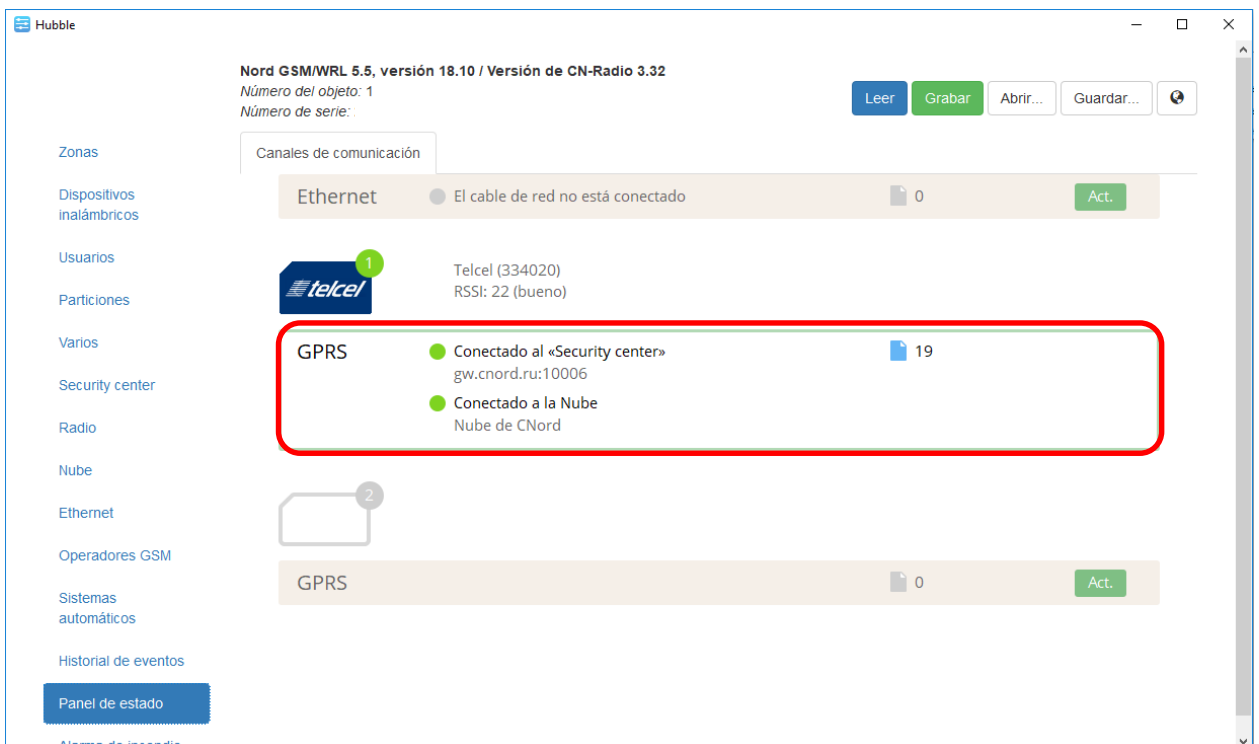 Hubble
Nord GSM/WRL 5.5, versión 18.10 / Versión de CN-Radio 3.32
Número del objeto: 1
Número de serie:
Leer
Grabar
Abrir...
Guardar...
Zonas
Dispositivos
inalámbricos
Usuarios
Particiones
Varios
Security center
Radio
Nube
Ethernet
Operadores GSM
Sistemas
automáticos
Historial de eventos
Panel de estado
Canales de comunicación
Ethernet
El cable de red no está conectado
0
Act.
1
telcel
Telcel (334020)
RSSI: 22 (bueno)
GPRS
Conectado al «Security center»
gw.cnord.ru:10006
19
Conectado a la Nube
Nube de CNord
2
GPRS
0
Act.